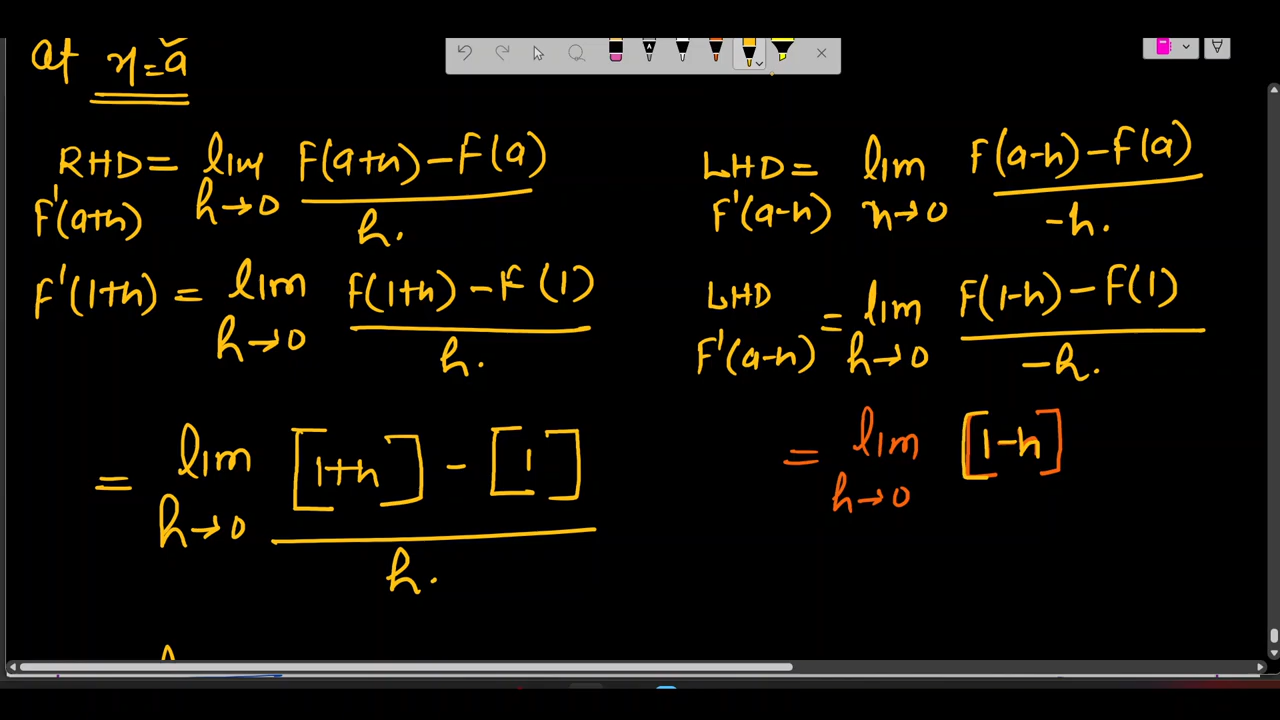 at x=a
RHD = lim F(a+h) - F(a)
F'(a+h) h→0 h.
F'(1+h) = lim F(1+h) - F(1)
h→0 h.
= lim [1+h] - [1]
h→0 h.
LHD = lim F(a-h) - F(a)
F'(a-h) h→0 -h.
LHD
F'(a-h) = lim F(1-h) - F(1)
h→0 -h.
= lim [1-h]
h→0